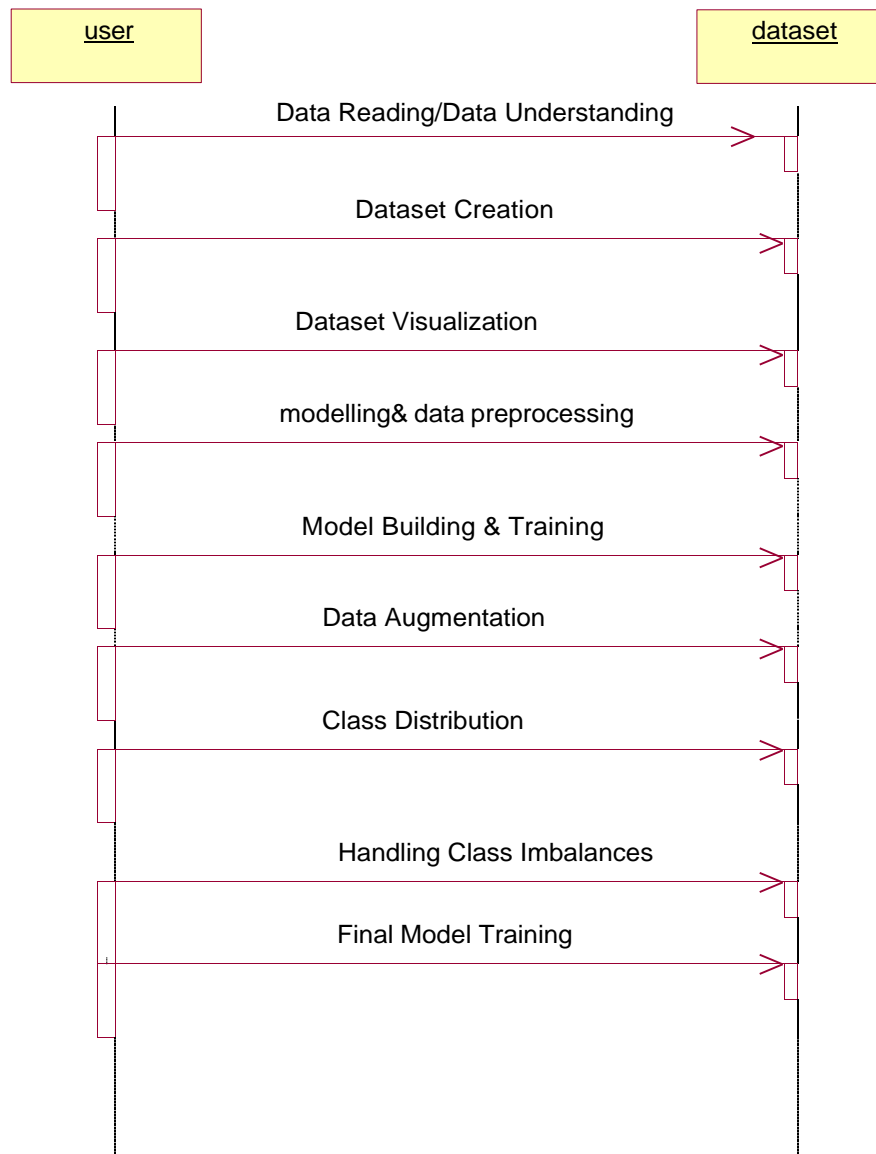 user
dataset
Data Reading/Data Understanding
Dataset Creation
Dataset Visualization
modelling& data preprocessing
Model Building & Training
Data Augmentation
Class Distribution
Handling Class Imbalances
Final Model Training